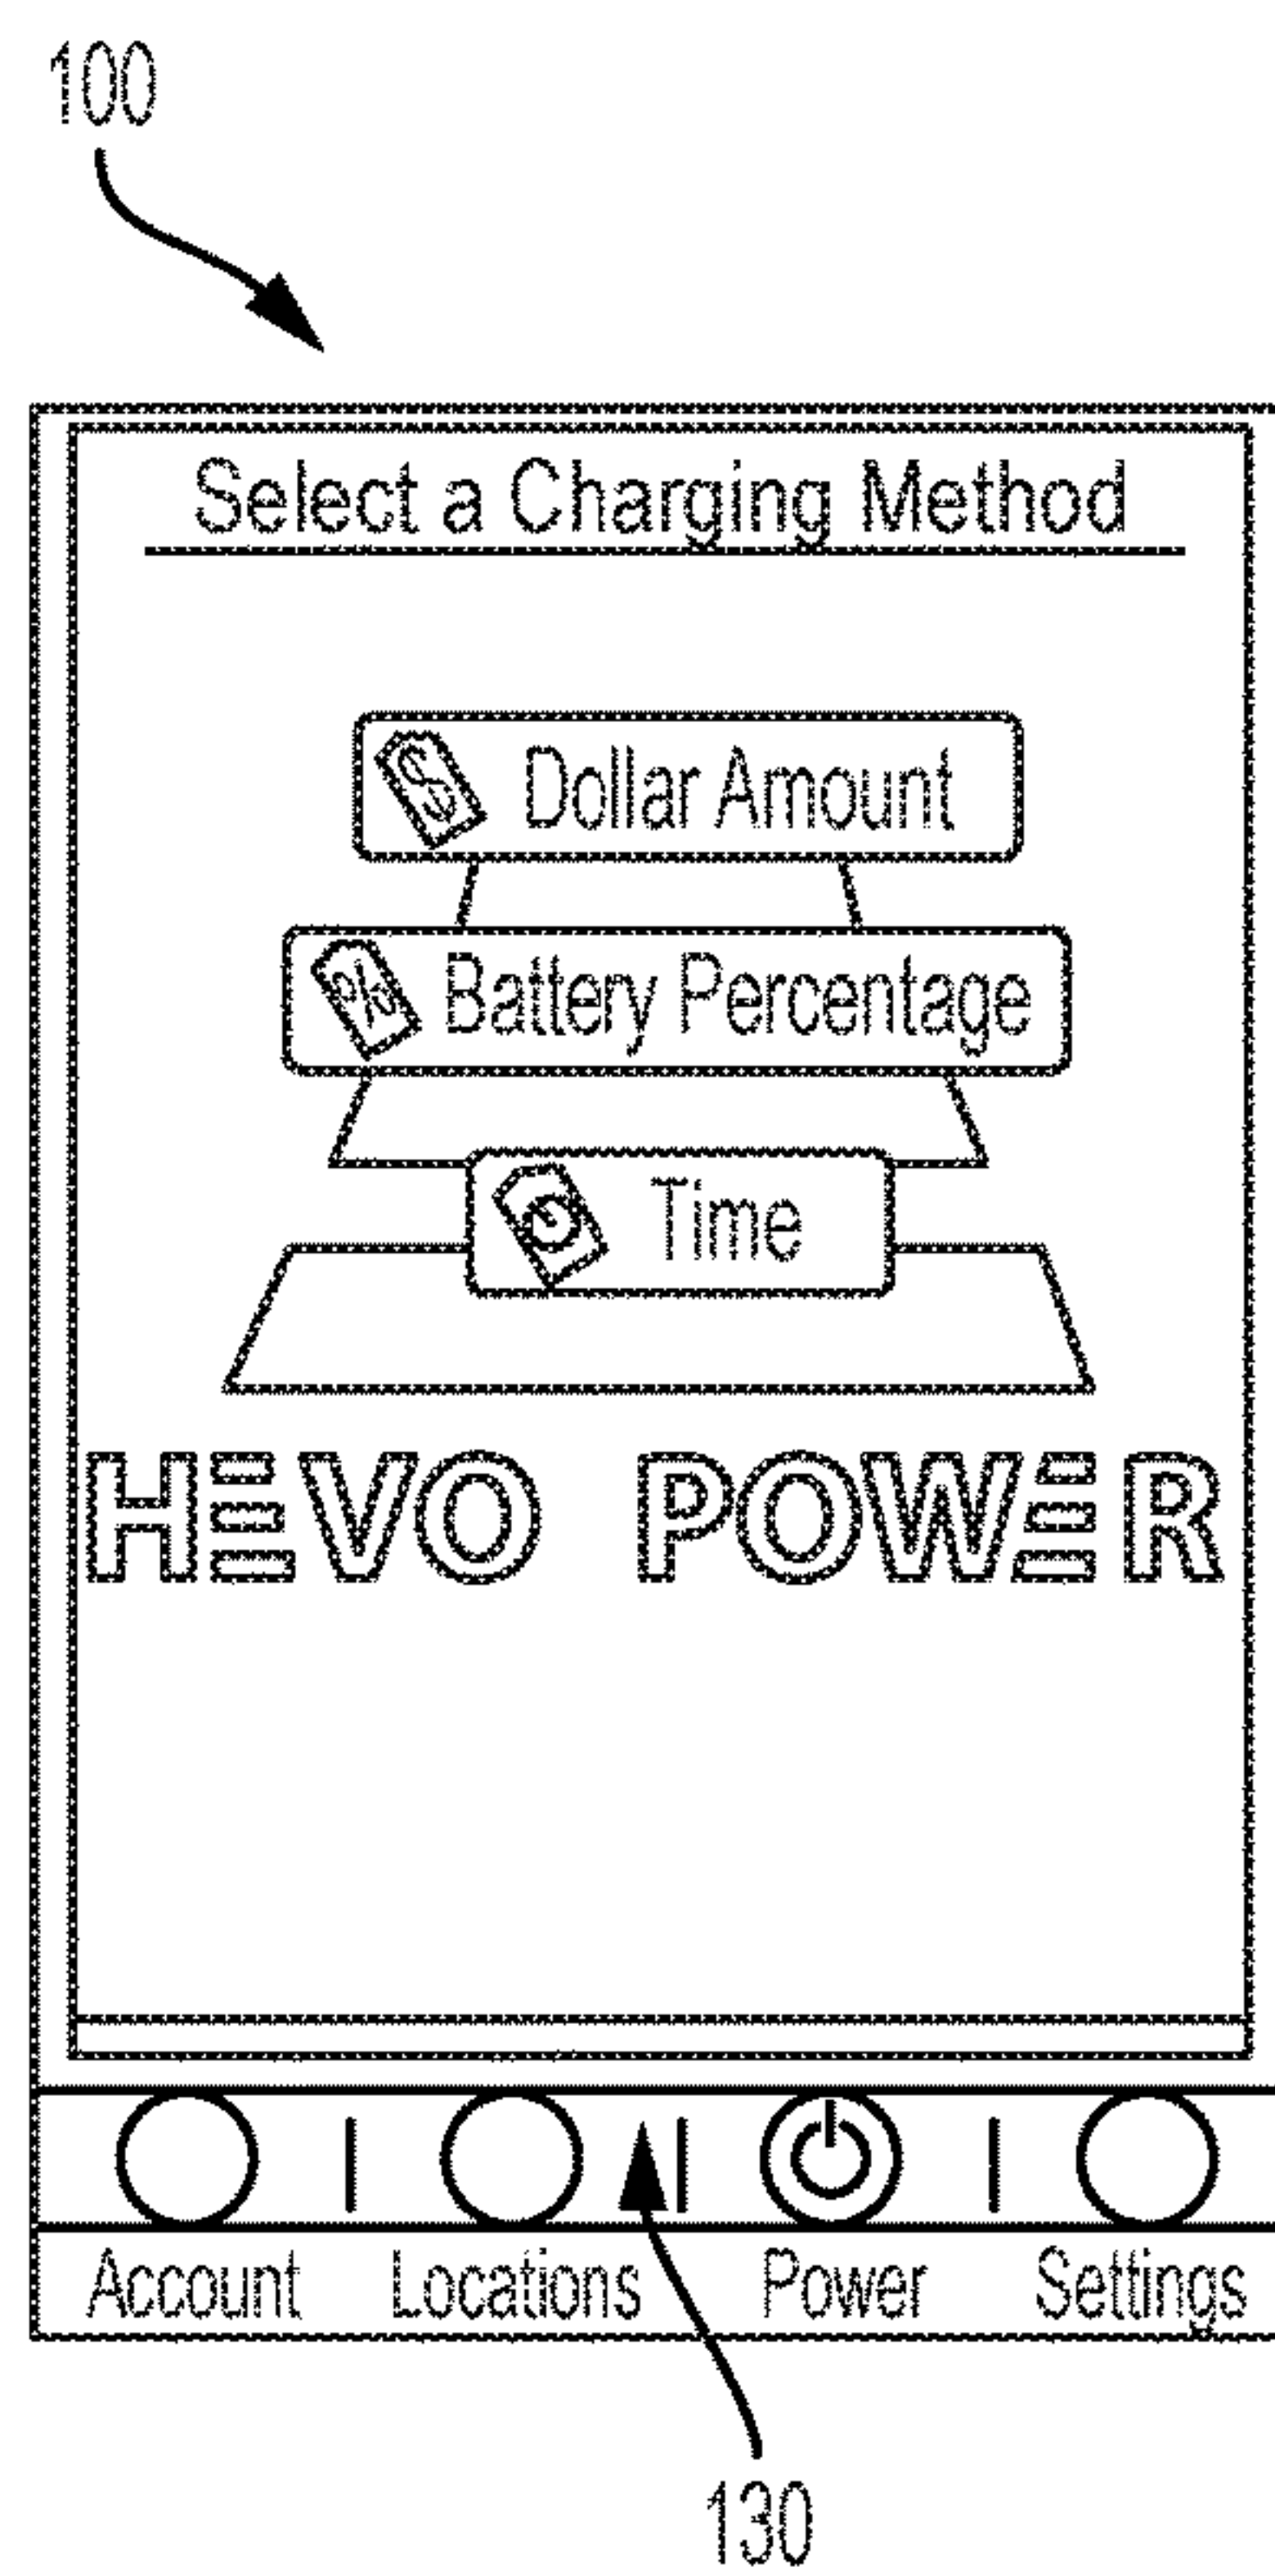 100
Select a Charging Method
$ Dollar Amount
% Battery Percentage
Time
HEVO POWER
Account Locations Power Settings
130